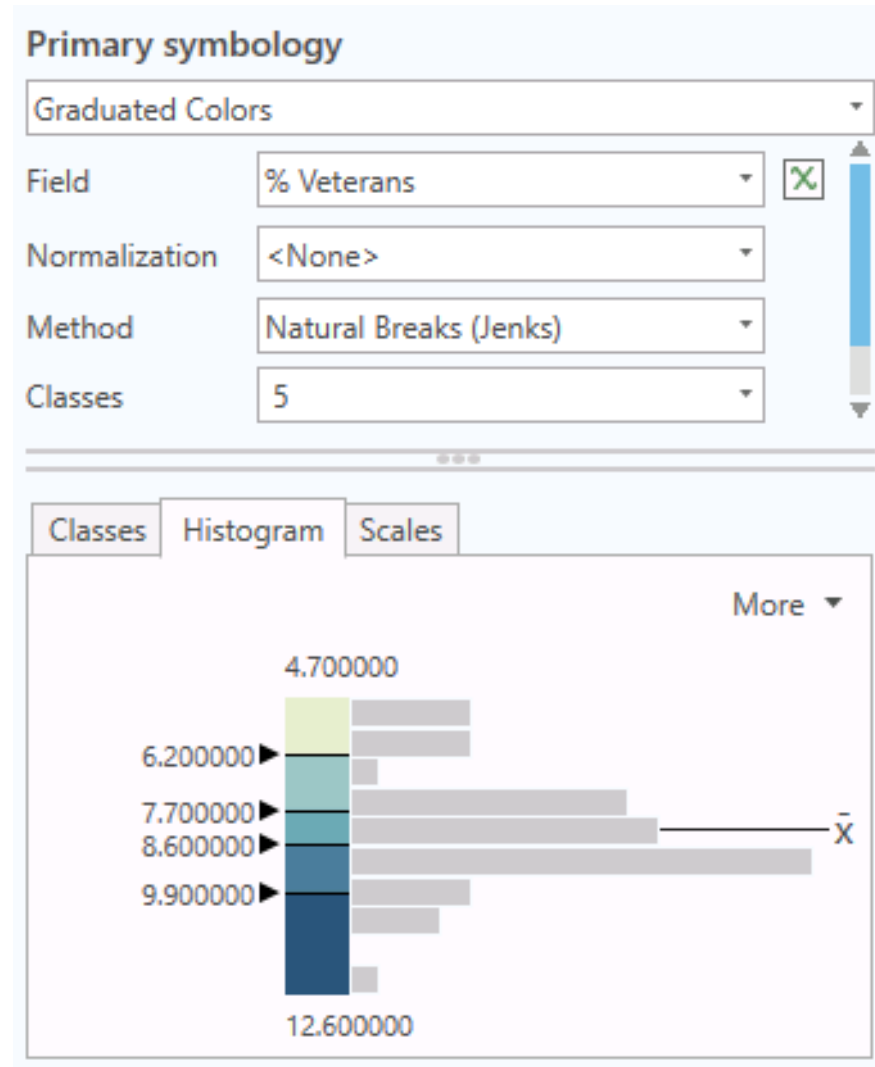 Primary symbology
Graduated Colors
Field % Veterans
Normalization <None>
Method Natural Breaks (Jenks)
Classes 5
Classes Histogram Scales
More
4.700000
6.200000
7.700000
x̄
8.600000
9.900000
12.600000